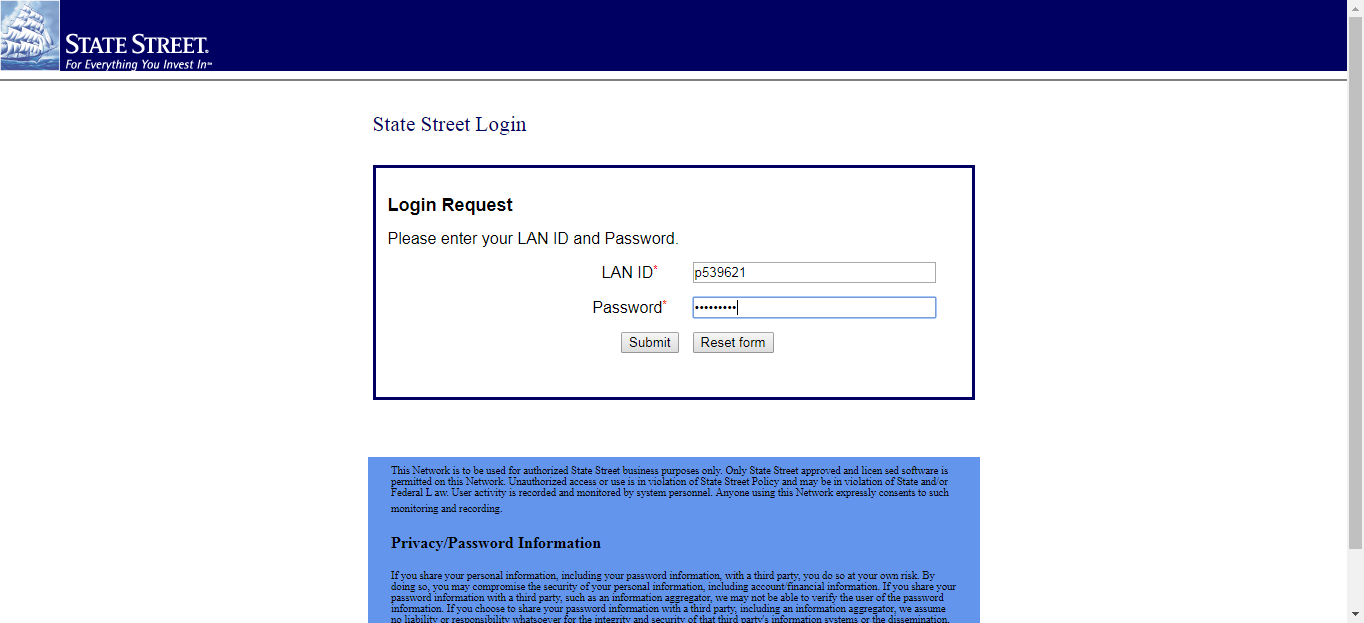 STATE STREET.
For Everything You Invest In℠
State Street Login
Login Request
Please enter your LAN ID and Password.
LAN ID*
p539621
Password*
•••••••••
Submit
Reset form
This Network is to be used for authorized State Street business purposes only. Only State Street approved and licen sed software is
permitted on this Network. Unauthorized access or use is in violation of State Street Policy and may be in violation of State and/or
Federal L aw. User activity is recorded and monitored by system personnel. Anyone using this Network expressly consents to such
monitoring and recording.
Privacy/Password Information
If you share your personal information, including your password information, with a third party, you do so at your own risk. By
doing so, you may compromise the security of your personal information, including account/financial information. If you share your
password information with a third party, such as an information aggregator, we may not be able to verify the user of the password
information. If you choose to share your password information with a third party, including an information aggregator, we assume
no liability or responsibility whatsoever for the integrity and security of that third party's information systems or the dissemination,